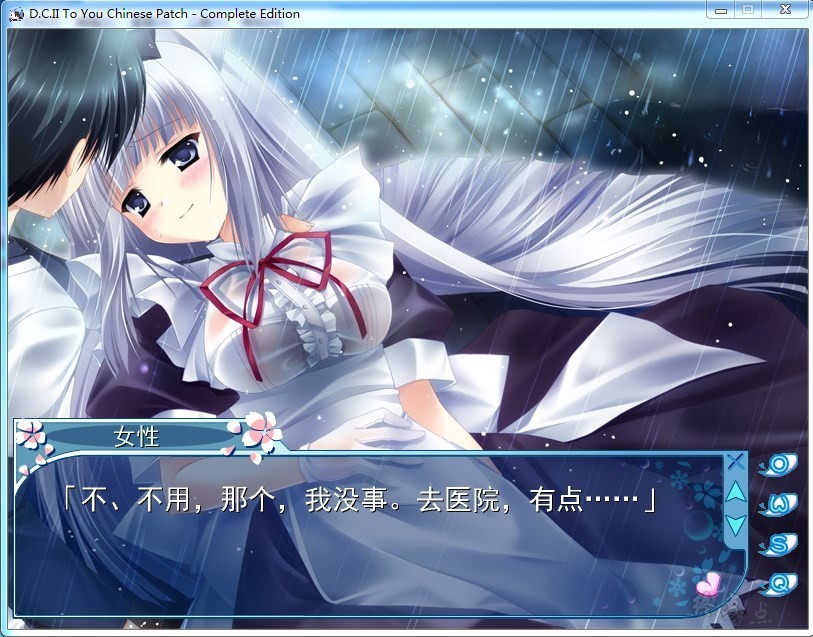 D.C.II To You Chinese Patch - Complete Edition
女性
「不、不用，那个，我没事。去医院，有点……」
O
W
S
Q